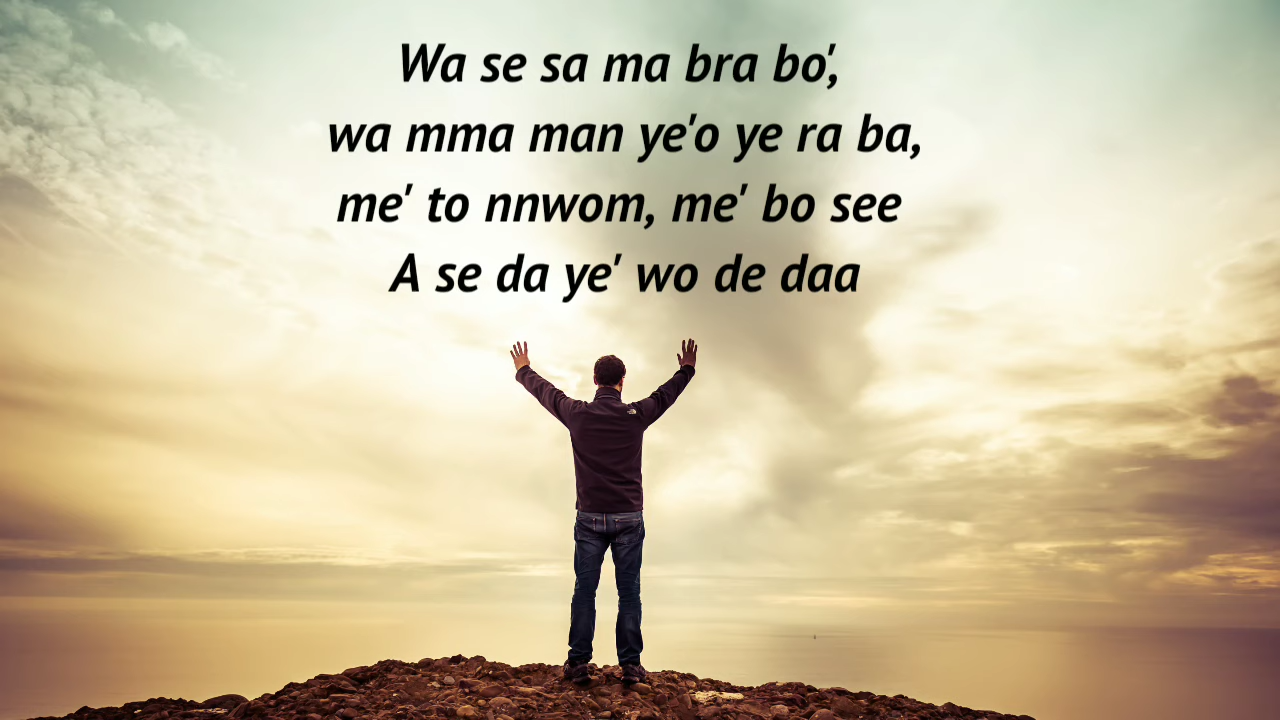 Wa se sa ma bra bo',
wa mma man ye'o ye ra ba,
me' to nnwom, me' bo see
A se da ye' wo de daa